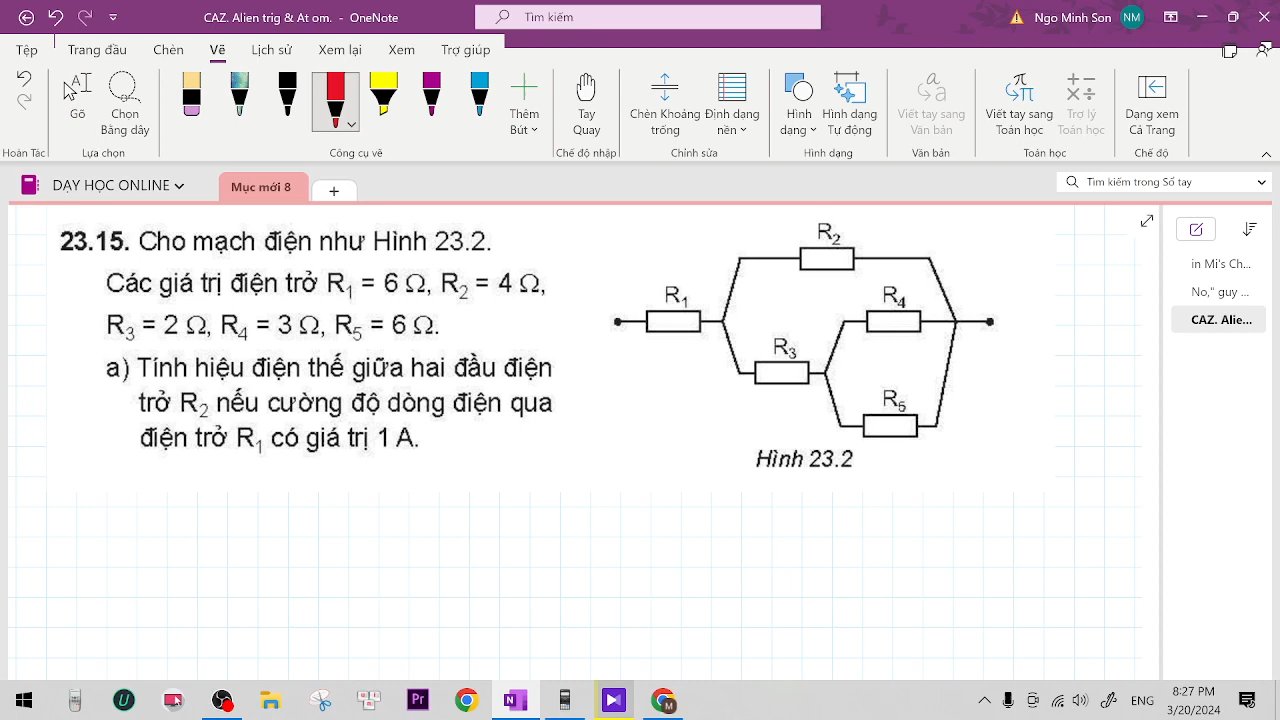 CAZ. Alien's
Tìm kiếm
Ngo Minh Son
NM
Tệp Trang đầu Chèn Vẽ Lịch sử Xem lại Xem Trợ giúp
Gõ
Chọn Bằng dây
Thêm Bút
Tay Quay
Chèn Khoảng trống
Định dạng nền
Hình dạng
Hình dạng Tự động
Viết tay sang Văn bản
Viết tay sang Toán học
Trợ lý Toán học
Dạng xem Cả Trang
Hoàn Tác Lựa chọn Công cụ vẽ Chế độ nhập Chỉnh sửa Hình dạng Văn bản Toán học Chế độ
DẠY HỌC ONLINE
Mục mới 8
+
Tìm kiếm trong Sổ tay
23.15. Cho mạch điện như Hình 23.2.
Các giá trị điện trở R₁ = 6 Ω, R₂ = 4 Ω,
R₃ = 2 Ω, R₄ = 3 Ω, R₅ = 6 Ω.
a) Tính hiệu điện thế giữa hai đầu điện
trở R₂ nếu cường độ dòng điện qua
điện trở R₁ có giá trị 1 A.
R₂
R₁
R₄
R₃
R₅
Hình 23.2
in Mi's Ch...
No," guy ...
CAZ. Alie...
ENG
8:27 PM
3/20/2024